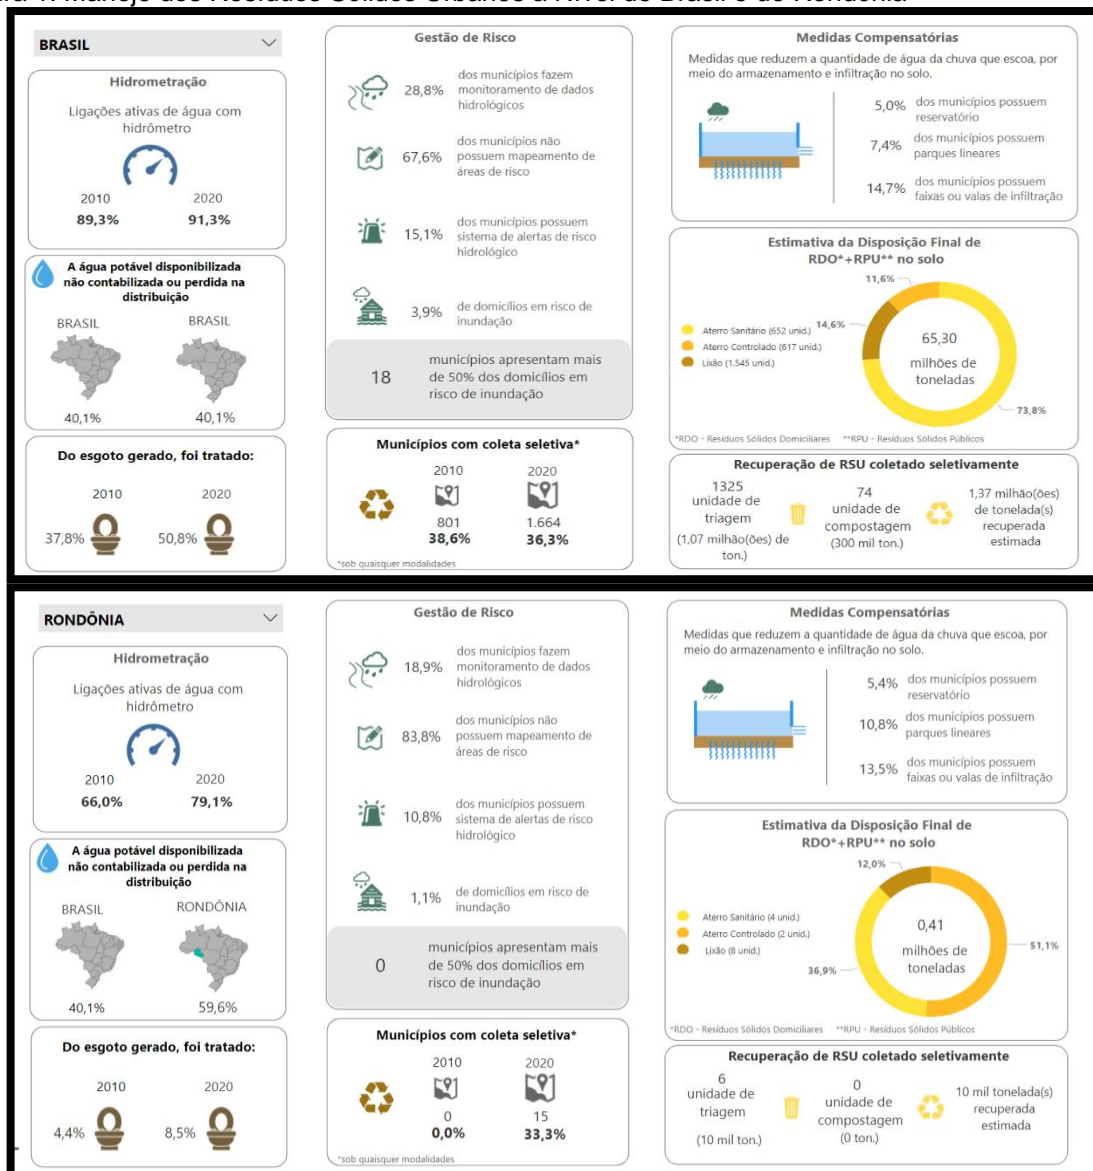 1. Manejo dos Resíduos Sólidos Urbanos a Nível de Brasil e de Rondônia
BRASIL
Hidrometração
Ligações ativas de água com
hidrômetro
2010
2020
89,3%
91,3%
A água potável disponibilizada
não contabilizada ou perdida na
distribuição
BRASIL
BRASIL
40,1%
40,1%
Do esgoto gerado, foi tratado:
2010
2020
37,8%
50,8%
Gestão de Risco
28,8%
dos municípios fazem
monitoramento de dados
hidrológicos
67,6%
dos municípios não
possuem mapeamento de
áreas de risco
15,1%
dos municípios possuem
sistema de alertas de risco
hidrológico
3,9%
de domicílios em risco de
inundação
18
municípios apresentam mais
de 50% dos domicílios em
risco de inundação
Municípios com coleta seletiva*
2010
2020
801
1.664
38,6%
36,3%
*sob quaisquer modalidades
Medidas Compensatórias
Medidas que reduzem a quantidade de água da chuva que escoa, por
meio do armazenamento e infiltração no solo.
5,0%
dos municípios possuem
reservatório
7,4%
dos municípios possuem
parques lineares
14,7%
dos municípios possuem
faixas ou valas de infiltração
Estimativa da Disposição Final de
RDO*+RPU** no solo
11,6%
14,6%
73,8%
Aterro Sanitário (652 unid.)
Aterro Controlado (617 unid.)
Lixão (1.545 unid.)
65,30
milhões de
toneladas
*RDO - Resíduos Sólidos Domiciliares **RPU - Resíduos Sólidos Públicos
Recuperação de RSU coletado seletivamente
1325
unidade de
triagem
(1,07 milhão(ões) de
ton.)
74
unidade de
compostagem
(300 mil ton.)
1,37 milhão(ões)
de tonelada(s)
recuperada
estimada
RONDÔNIA
Hidrometração
Ligações ativas de água com
hidrômetro
2010
2020
66,0%
79,1%
A água potável disponibilizada
não contabilizada ou perdida na
distribuição
BRASIL
RONDÔNIA
40,1%
59,6%
Do esgoto gerado, foi tratado:
2010
2020
4,4%
8,5%
Gestão de Risco
18,9%
dos municípios fazem
monitoramento de dados
hidrológicos
83,8%
dos municípios não
possuem mapeamento de
áreas de risco
10,8%
dos municípios possuem
sistema de alertas de risco
hidrológico
1,1%
de domicílios em risco de
inundação
0
municípios apresentam mais
de 50% dos domicílios em
risco de inundação
Municípios com coleta seletiva*
2010
2020
0
15
0,0%
33,3%
*sob quaisquer modalidades
Medidas Compensatórias
Medidas que reduzem a quantidade de água da chuva que escoa, por
meio do armazenamento e infiltração no solo.
5,4%
dos municípios possuem
reservatório
10,8%
dos municípios possuem
parques lineares
13,5%
dos municípios possuem
faixas ou valas de infiltração
Estimativa da Disposição Final de
RDO*+RPU** no solo
12,0%
51,1%
36,9%
Aterro Sanitário (4 unid.)
Aterro Controlado (2 unid.)
Lixão (8 unid.)
0,41
milhões de
toneladas
*RDO - Resíduos Sólidos Domiciliares **RPU - Resíduos Sólidos Públicos
Recuperação de RSU coletado seletivamente
6
unidade de
triagem
(10 mil ton.)
0
unidade de
compostagem
(0 ton.)
10 mil tonelada(s)
recuperada
estimada